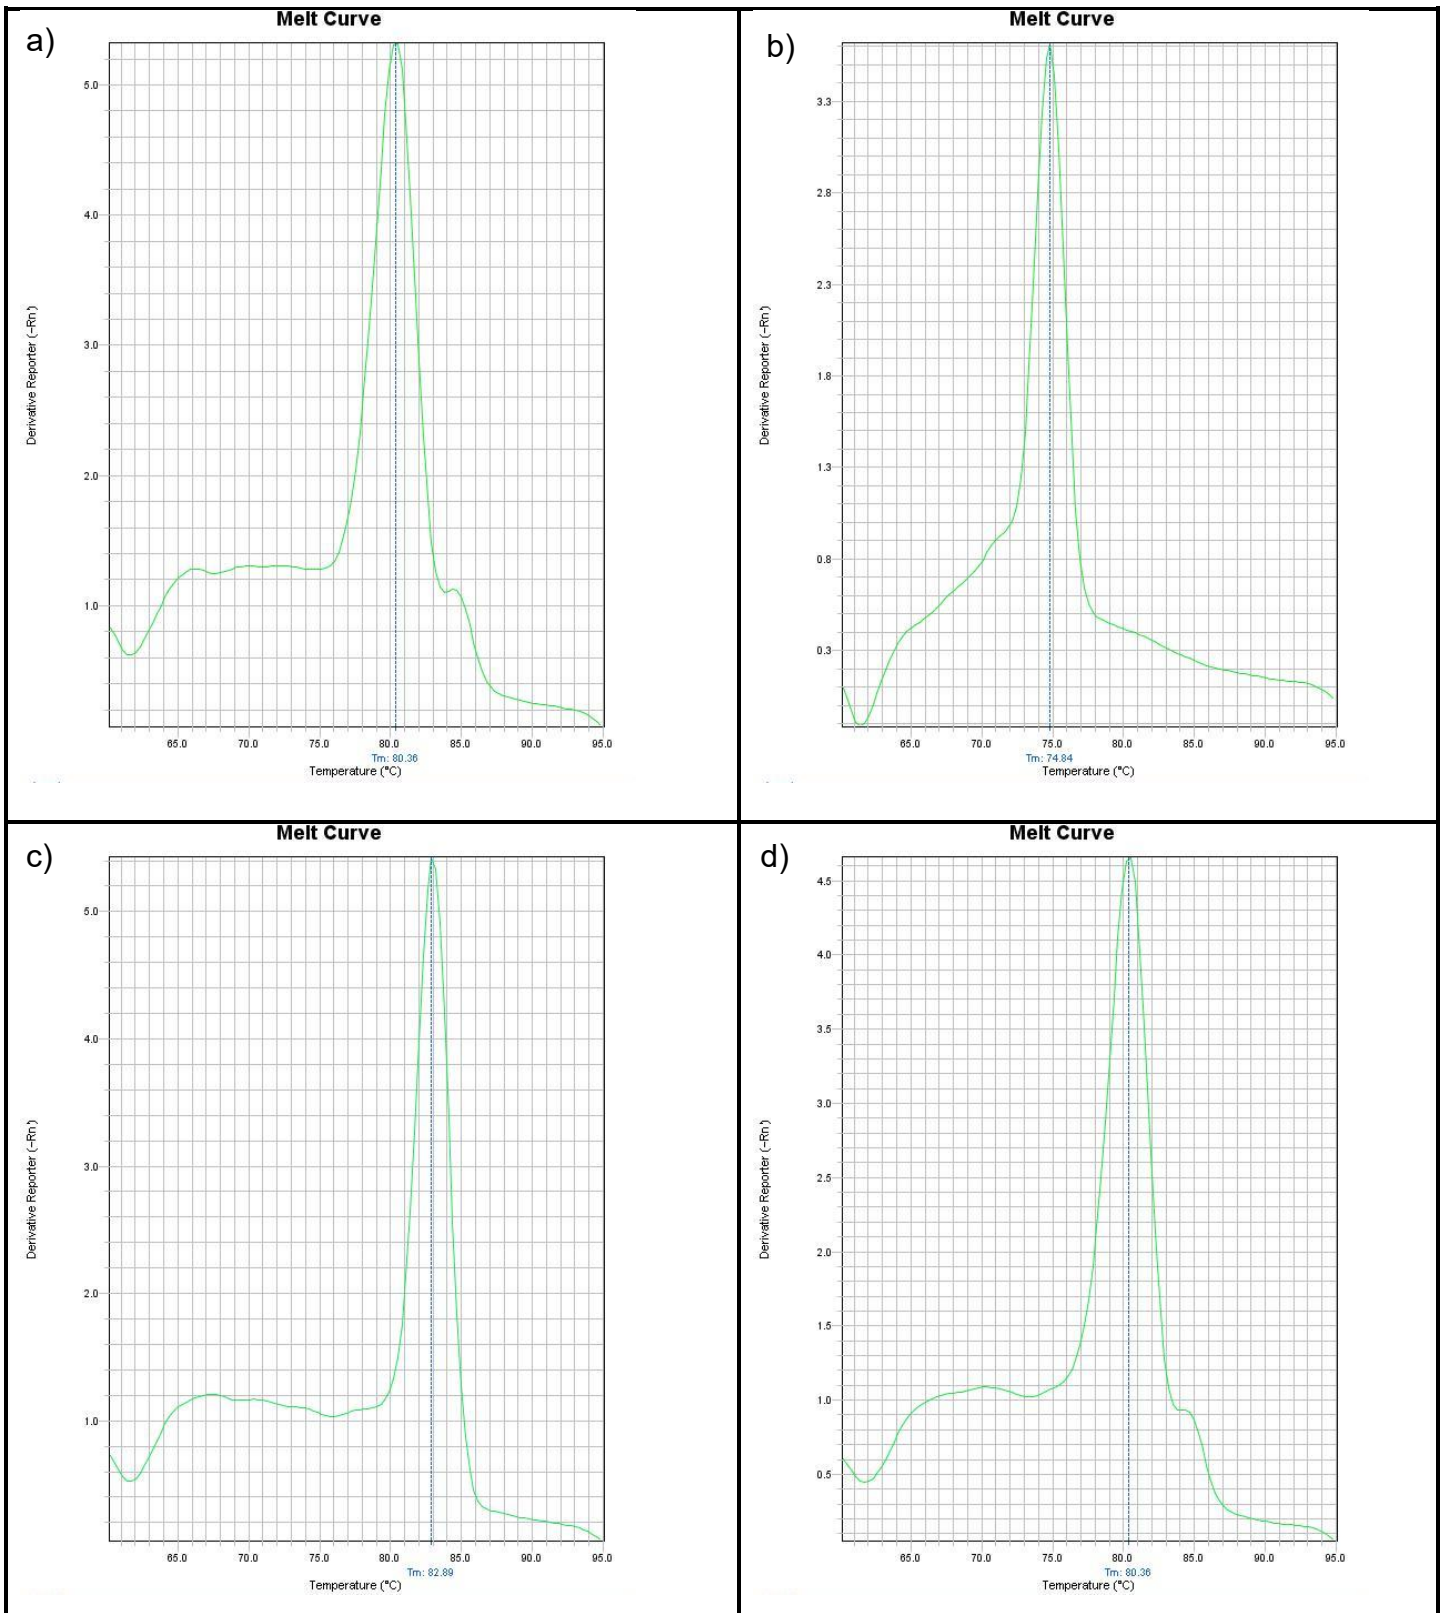 a)
Melt Curve
5.0
4.0
3.0
2.0
1.0
Derivative Reporter (-Rn')
65.0 70.0 75.0 80.0 85.0 90.0 95.0
Tm: 80.36
Temperature (°C)
b)
Melt Curve
3.3
2.8
2.3
1.8
1.3
0.8
0.3
Derivative Reporter (-Rn')
65.0 70.0 75.0 80.0 85.0 90.0 95.0
Tm: 74.84
Temperature (°C)
c)
Melt Curve
5.0
4.0
3.0
2.0
1.0
Derivative Reporter (-Rn')
65.0 70.0 75.0 80.0 85.0 90.0 95.0
Tm: 82.89
Temperature (°C)
d)
Melt Curve
4.5
4.0
3.5
3.0
2.5
2.0
1.5
1.0
0.5
Derivative Reporter (-Rn')
65.0 70.0 75.0 80.0 85.0 90.0 95.0
Tm: 80.36
Temperature (°C)